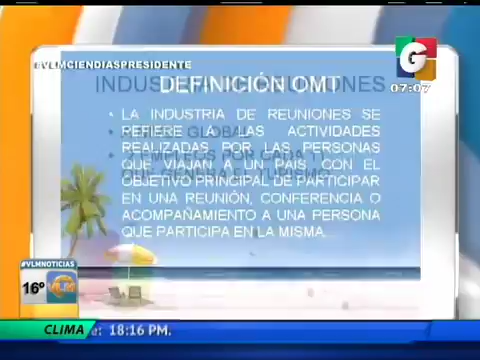 #VLMCIENDIASPRESIDENTE
G
07:07
DEFINICIÓN OMT
• LA INDUSTRIA DE REUNIONES SE
REFIERE A LAS ACTIVIDADES
REALIZADAS POR LAS PERSONAS
QUE VIAJAN A UN PAIS, CON EL
OBJETIVO PRINCIPAL DE PARTICIPAR
EN UNA REUNIÓN, CONFERENCIA O
ACOMPAÑAMIENTO A UNA PERSONA
QUE PARTICIPA EN LA MISMA.
#VLMNOTICIAS
16º VLM
CLIMA e: 18:16 PM.